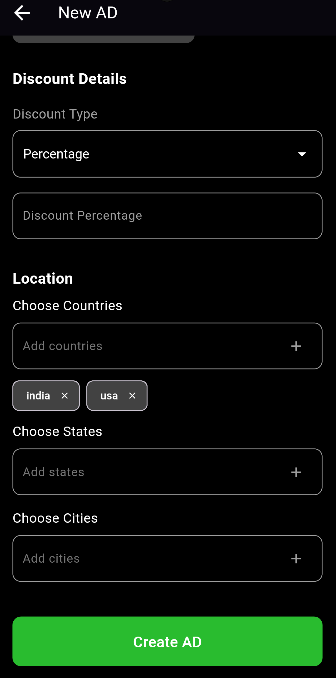 New AD
Discount Details
Discount Type
Percentage
Discount Percentage
Location
Choose Countries
Add countries
india × usa ×
Choose States
Add states
Choose Cities
Add cities
Create AD